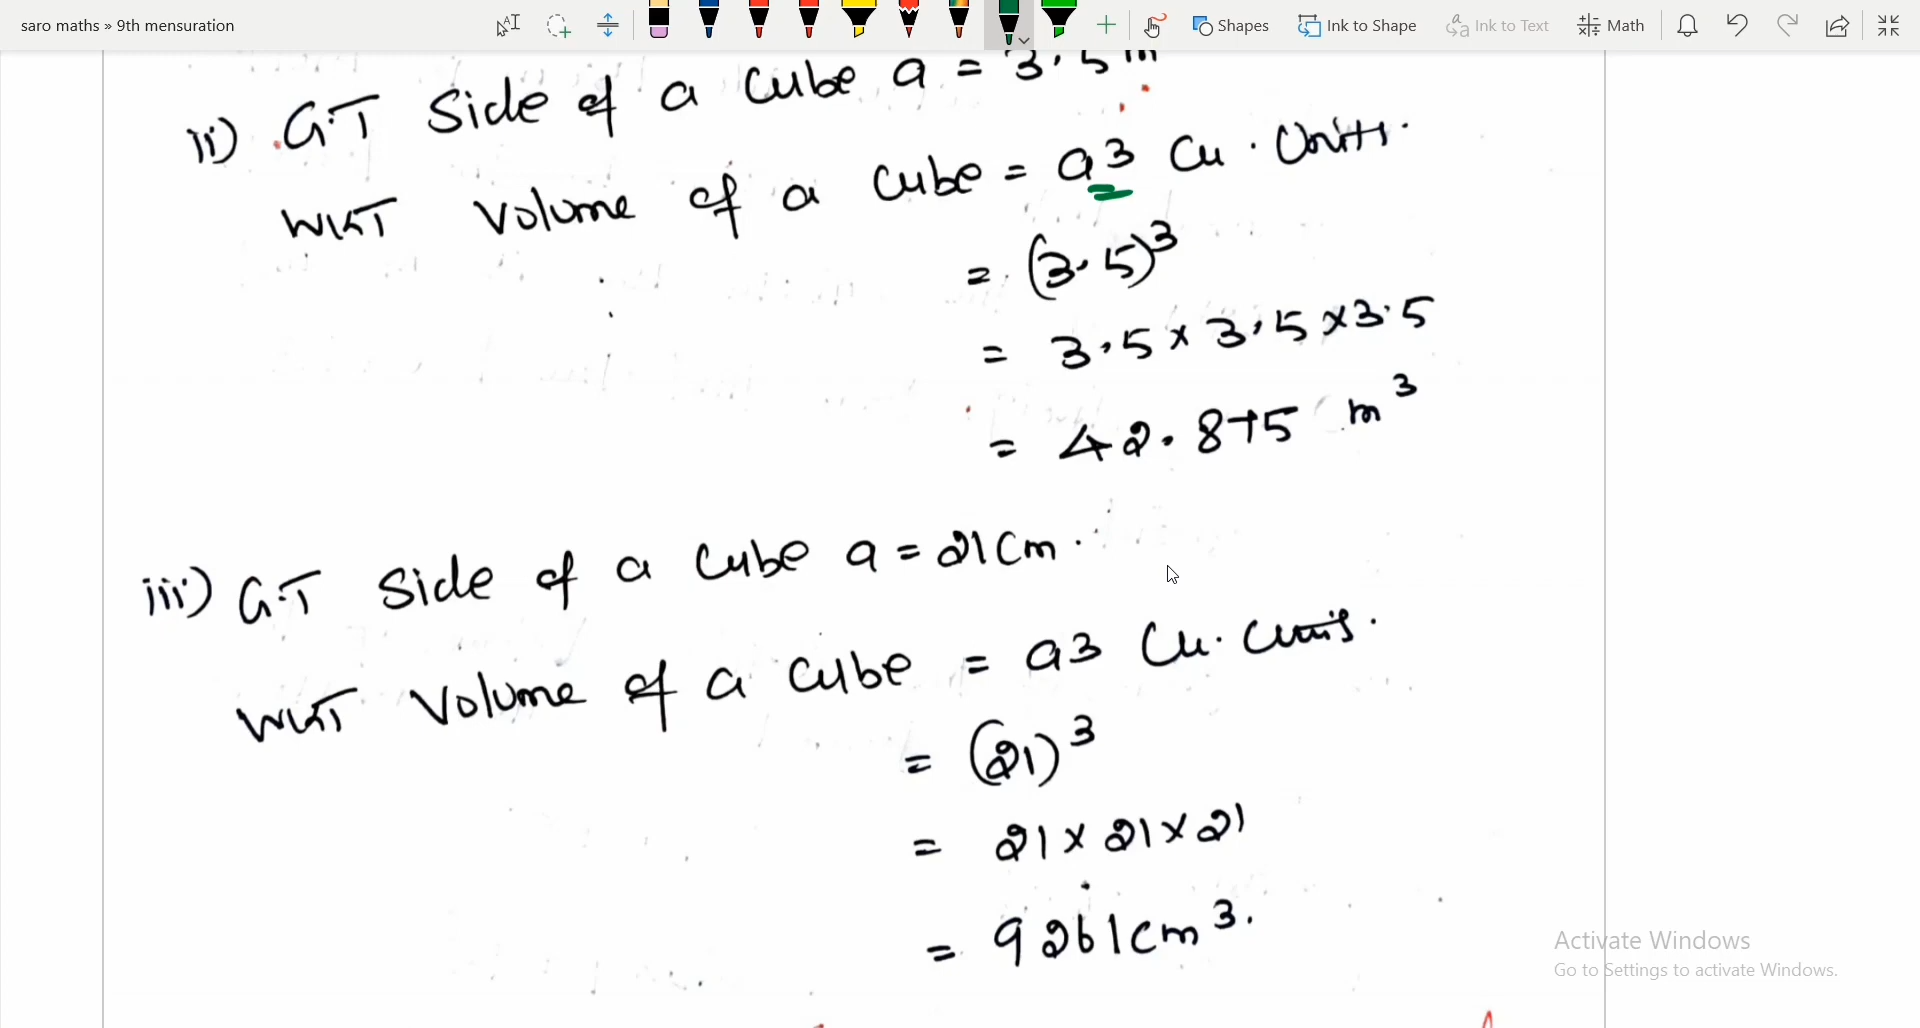 saro maths » 9th mensuration
Shapes
Ink to Shape
Ink to Text
Math
ii) G.T Side of a Cube a = 3.5 m
WKT Volume of a Cube = a3 Cu. Units.
= (3.5)3
= 3.5 x 3.5 x 3.5
= 42.875 m3
iii) G.T Side of a Cube a = 21 Cm.
WKT Volume of a Cube = a3 Cu.
= (21)3
= 21 x 21 x 21
= 9261 cm3.
Activate Windows
Go to Settings to activate Windows.